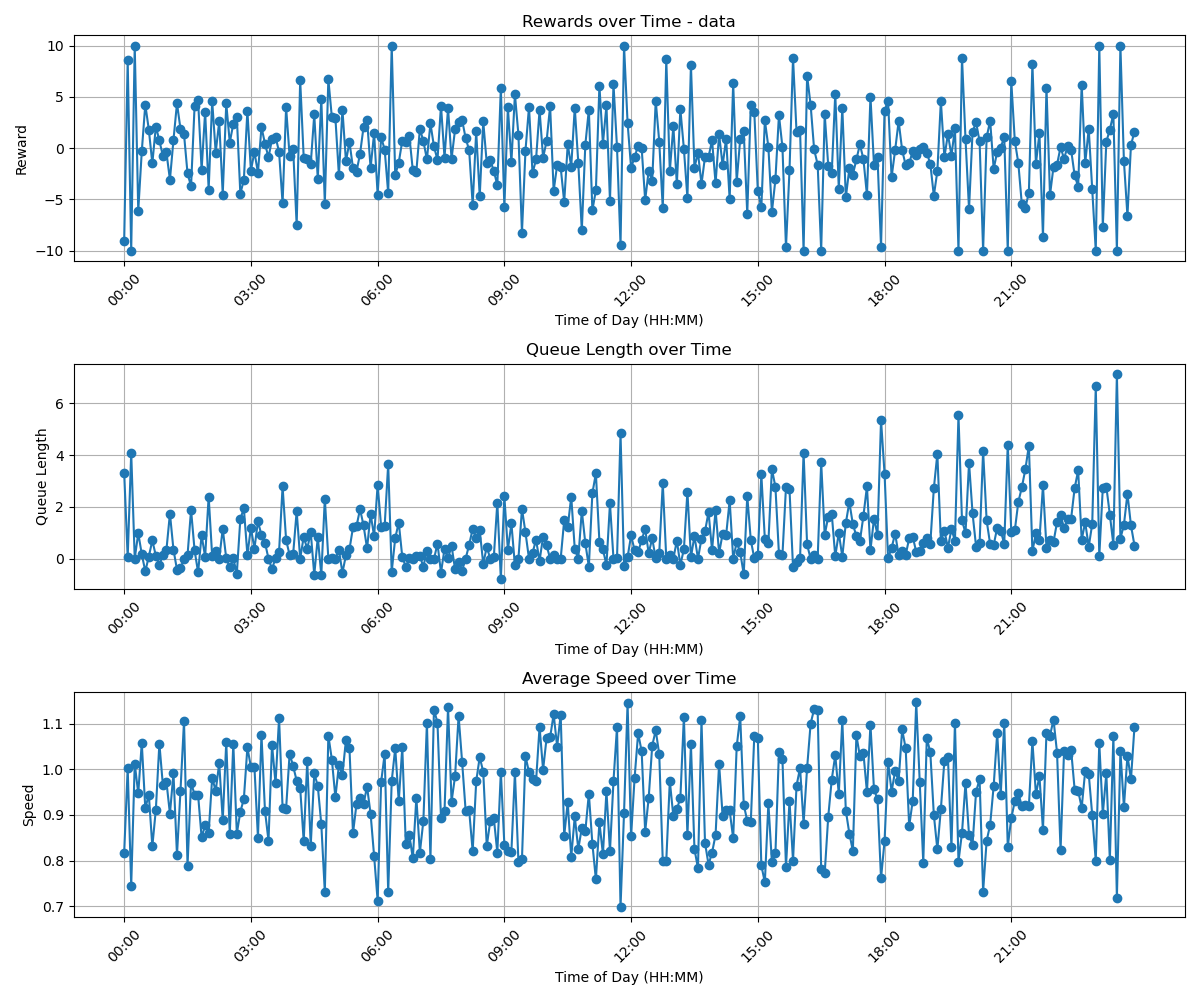 Rewards over Time - data
10
5
0
−5
−10
Reward
00:00 03:00 06:00 09:00 12:00 15:00 18:00 21:00
Time of Day (HH:MM)
Queue Length over Time
6
4
2
0
Queue Length
00:00 03:00 06:00 09:00 12:00 15:00 18:00 21:00
Time of Day (HH:MM)
Average Speed over Time
1.1
1.0
0.9
0.8
0.7
Speed
00:00 03:00 06:00 09:00 12:00 15:00 18:00 21:00
Time of Day (HH:MM)